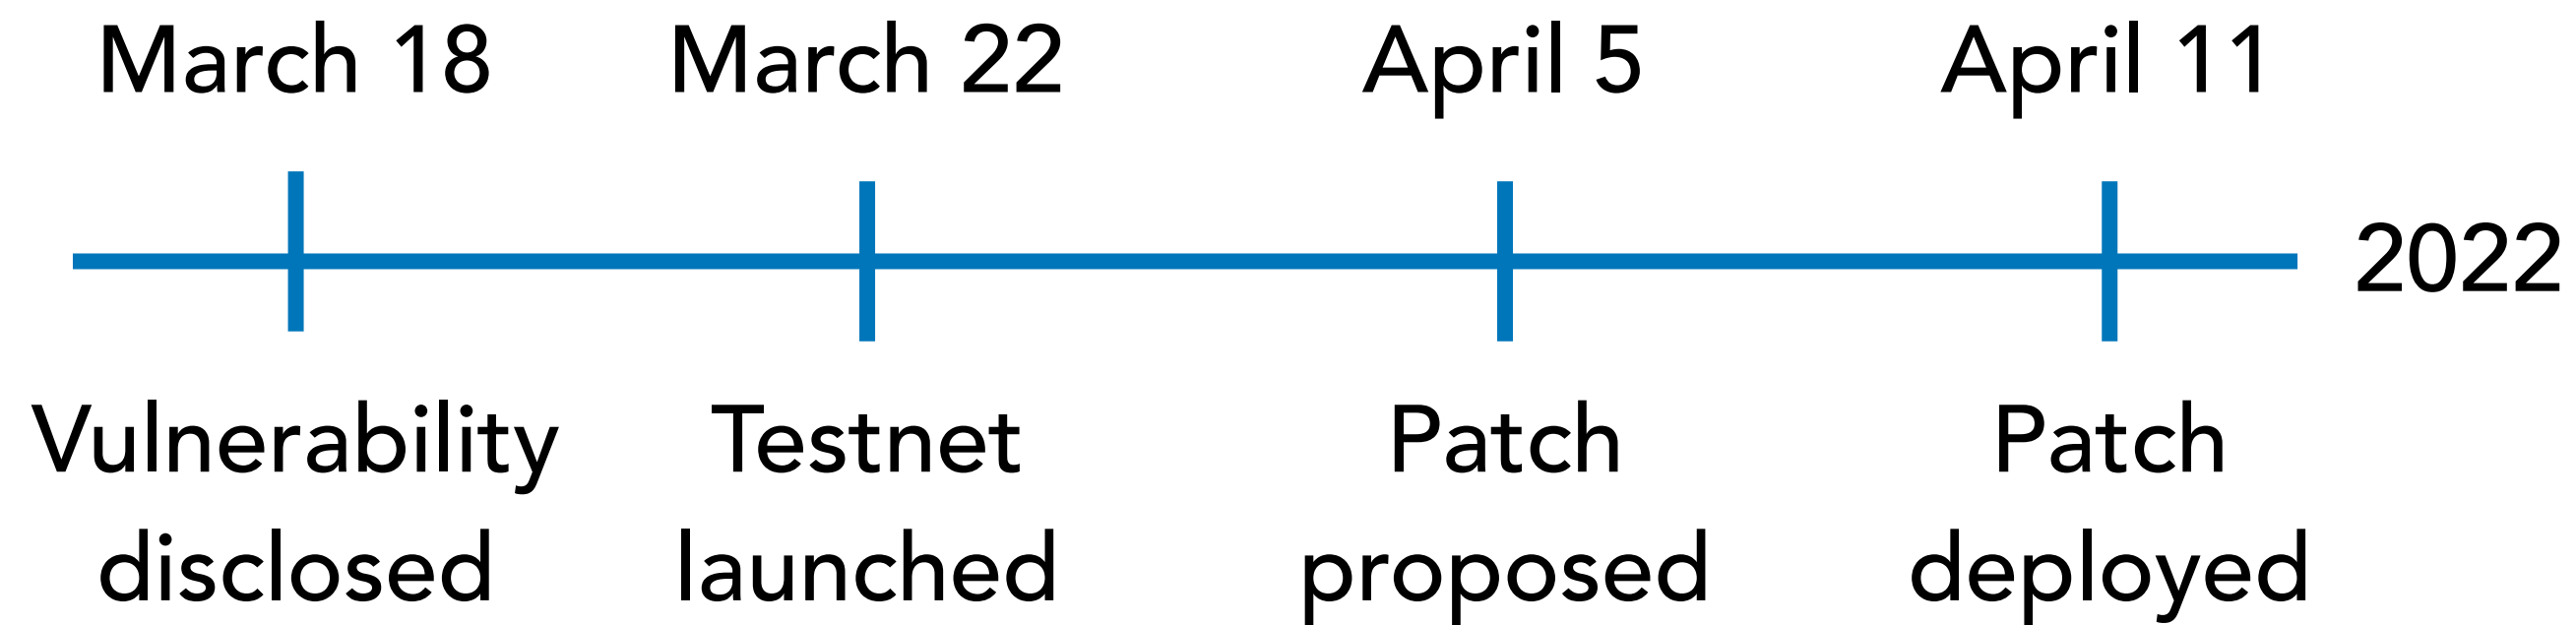 March 18
March 22
April 5
April 11
2022
Vulnerability
disclosed
Testnet
launched
Patch
proposed
Patch
deployed